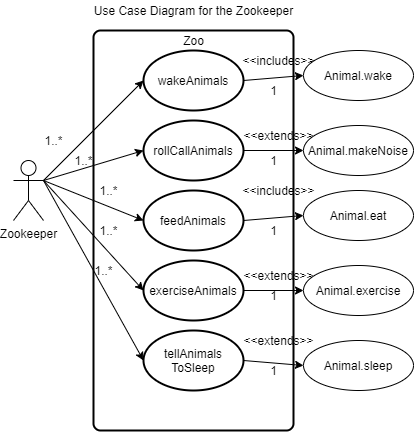 Use Case Diagram for the Zookeeper
Zoo
<<includes>>
wakeAnimals
Animal.wake
1
1..*
<<extends>>
1..*
rollCallAnimals
Animal.makeNoise
1
Zookeeper
<<includes>>
1..*
feedAnimals
Animal.eat
1
1..*
<<extends>>
1..*
exerciseAnimals
Animal.exercise
1
<<extends>>
tellAnimals
ToSleep
Animal.sleep
1